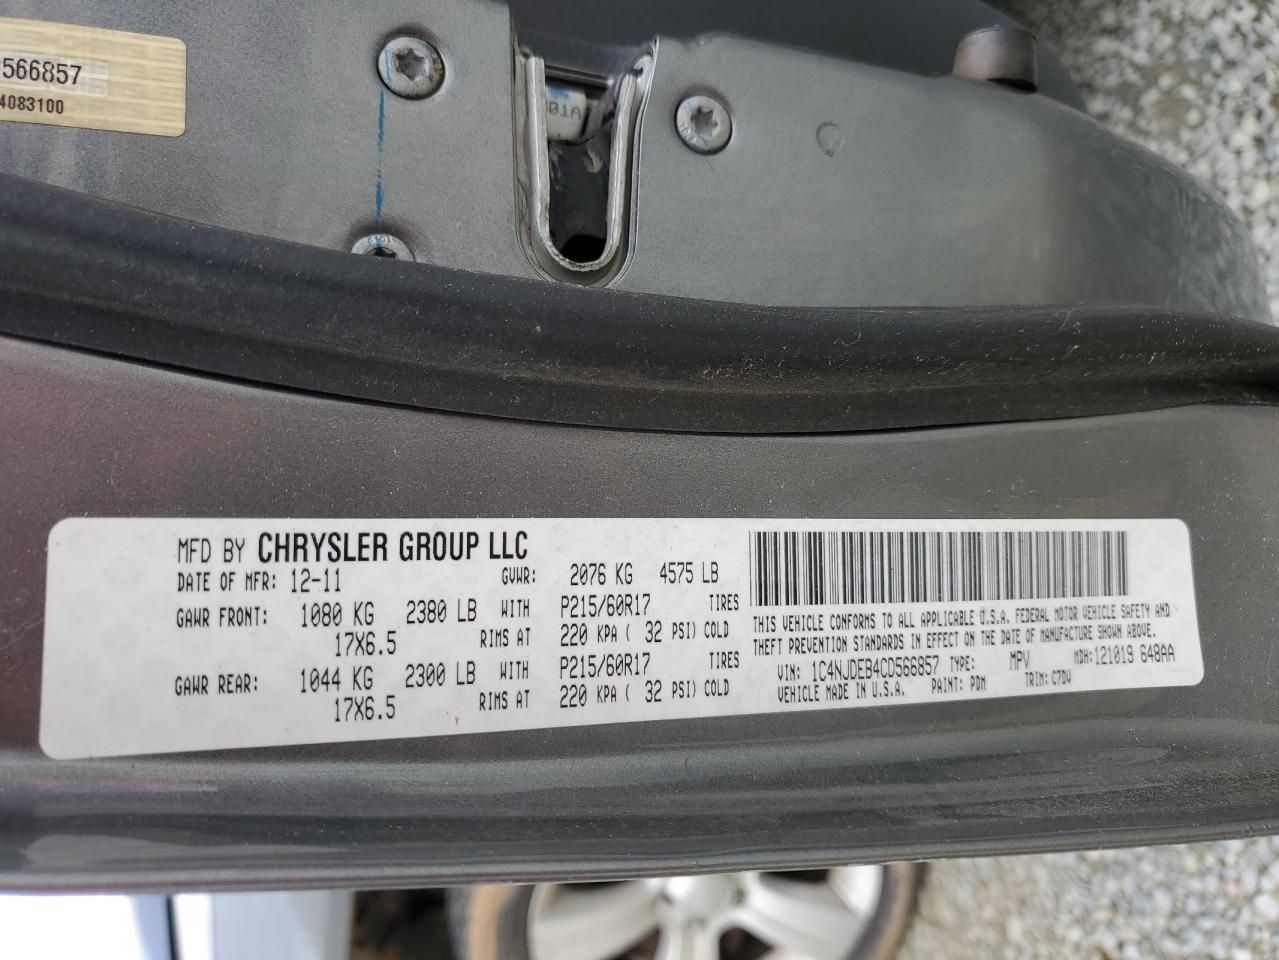 566857
4083100
01A
MFD BY CHRYSLER GROUP LLC
DATE OF MFR: 12-11 GVWR: 2076 KG 4575 LB
GAWR FRONT: 1080 KG 2380 LB WITH P215/60R17 TIRES
17X6.5 RIMS AT 220 KPA ( 32 PSI) COLD
GAWR REAR: 1044 KG 2300 LB WITH P215/60R17 TIRES
17X6.5 RIMS AT 220 KPA ( 32 PSI) COLD
THIS VEHICLE CONFORMS TO ALL APPLICABLE U.S.A. FEDERAL MOTOR VEHICLE SAFETY AND
THEFT PREVENTION STANDARDS IN EFFECT ON THE DATE OF MANUFACTURE SHOWN ABOVE.
VIN: 1C4NJDEB4CD566857 TYPE: MPV MDH:121019 648AA
VEHICLE MADE IN U.S.A. PAINT: PDM TRIM: C7DV